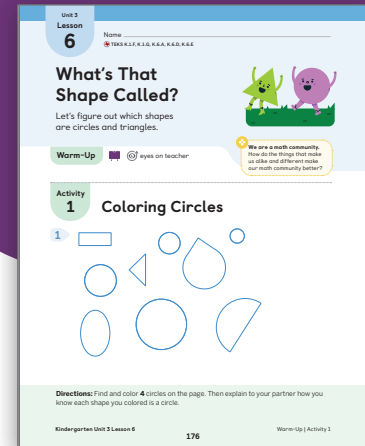 Unit 3
Lesson
6
Name
TEKS K.1.F, K.1.G, K.6.A, K.6.D, K.6.E
What's That
Shape Called?
Let's figure out which shapes
are circles and triangles.
We are a math community.
How do the things that make
us alike and different make
our math community better?
Warm-Up eyes on teacher
Activity
1 Coloring Circles
1
Directions: Find and color 4 circles on the page. Then explain to your partner how you
know each shape you colored is a circle.
Kindergarten Unit 3 Lesson 6 Warm-Up | Activity 1
176